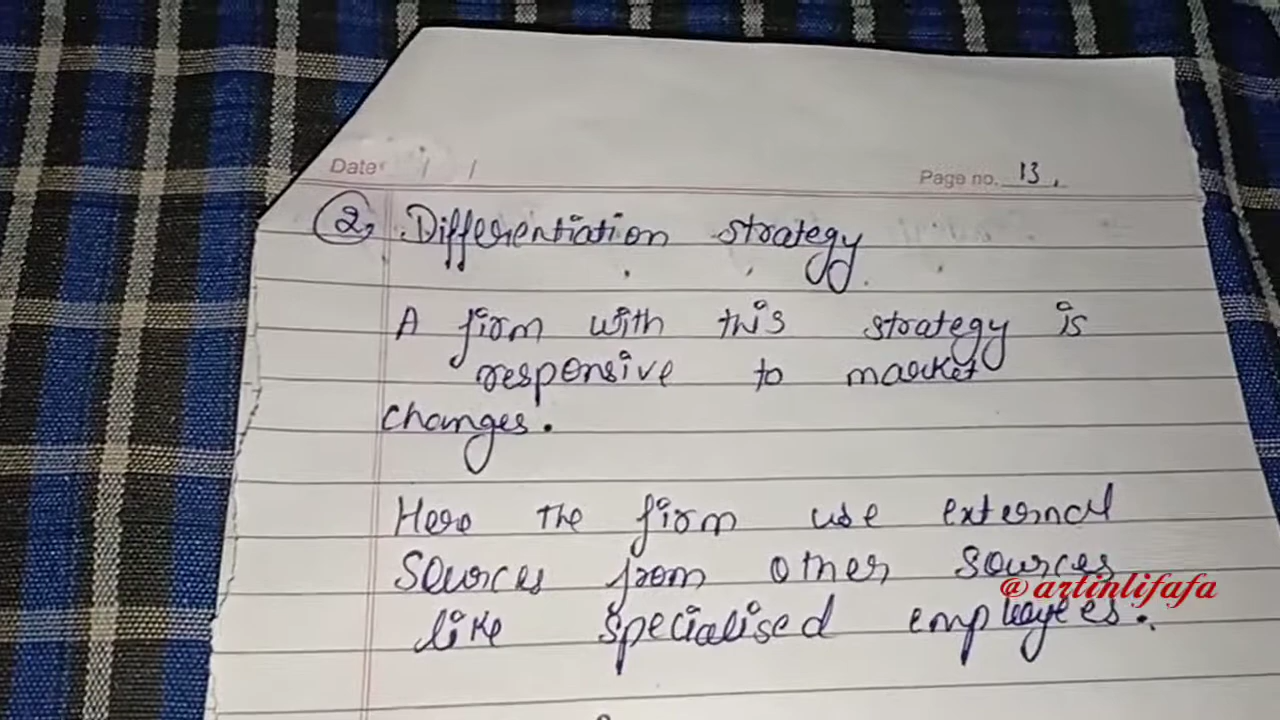 Date / /
Page no. 13.
2, Differentiation strategy
A firm with this strategy is
responsive to market
changes.
Here The firm use external
Sources from other sources
@artinlifafa
like specialised employees.